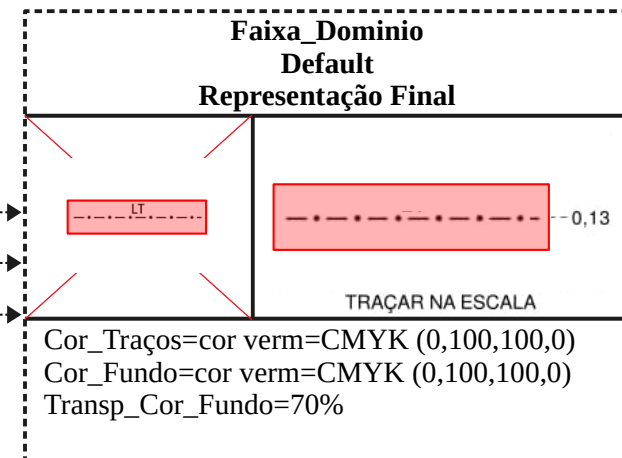 Faixa_Dominio
Default
Representação Final
LT
0,13
TRAÇAR NA ESCALA
Cor_Traços=cor verm=CMYK (0,100,100,0)
Cor_Fundo=cor verm=CMYK (0,100,100,0)
Transp_Cor_Fundo=70%